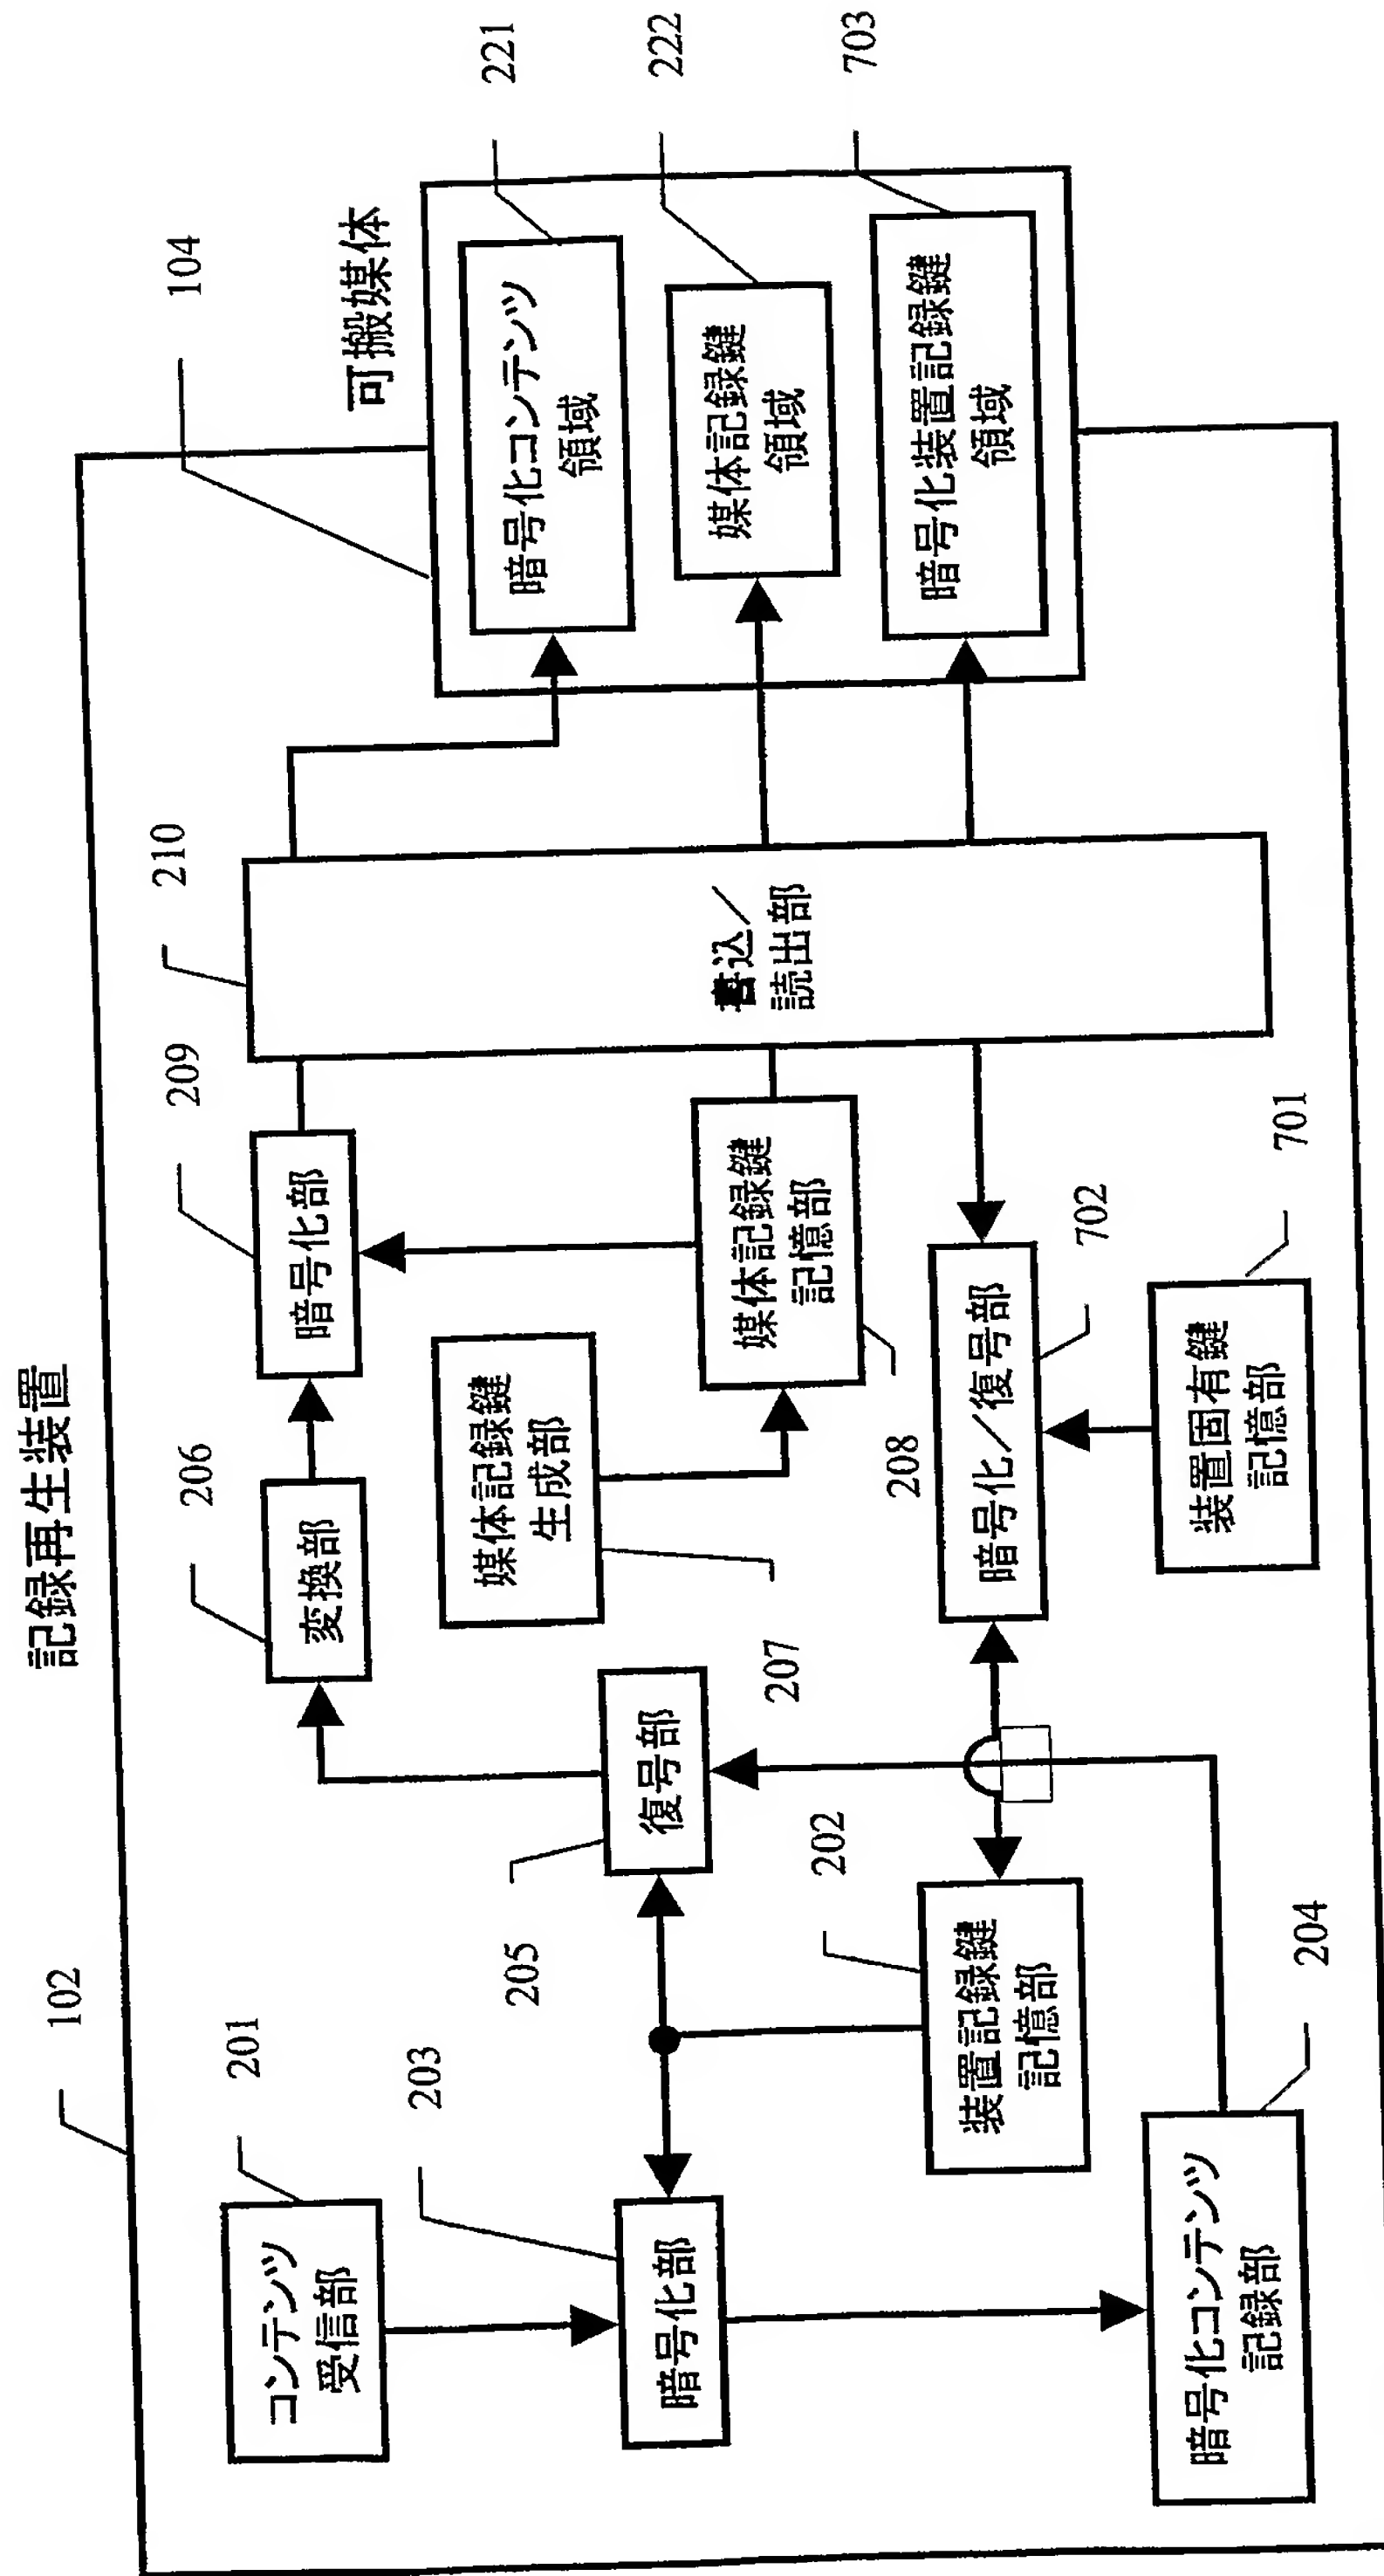 記録再生装置
102
201
コンテンツ
受信部
203
暗号化部
205
復号部
206
変換部
209
暗号化部
210
書込/
読出部
104
可搬媒体
221
暗号化コンテンツ
領域
222
媒体記録鍵
領域
703
暗号化装置記録鍵
領域
207
媒体記録鍵
生成部
208
媒体記録鍵
記憶部
202
装置記録鍵
記憶部
702
暗号化/復号部
701
装置固有鍵
記憶部
204
暗号化コンテンツ
記録部